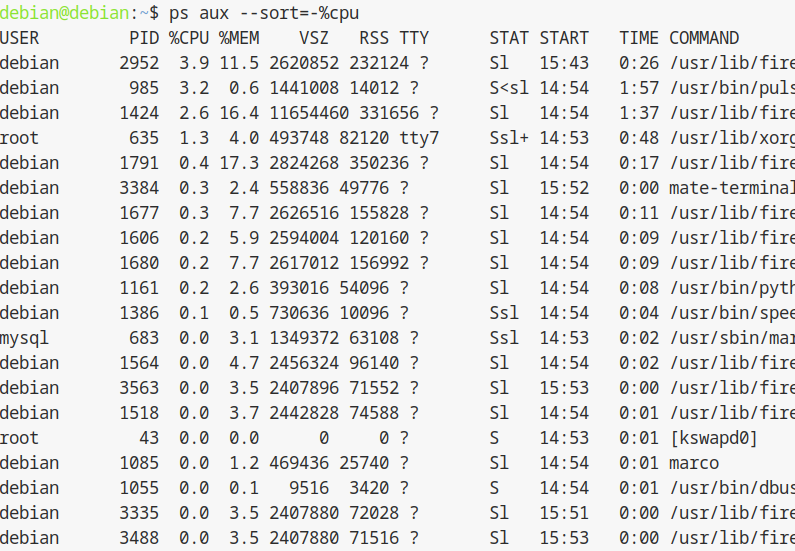 debian@debian:~$ ps aux --sort=-%cpu
USER         PID %CPU %MEM    VSZ   RSS TTY      STAT START   TIME COMMAND
debian      2952  3.9 11.5 2620852 232124 ?      Sl   15:43   0:26 /usr/lib/fire
debian       985  3.2  0.6 1441008 14012 ?       S<sl 14:54   1:57 /usr/bin/puls
debian      1424  2.6 16.4 11654460 331656 ?     Sl   14:54   1:37 /usr/lib/fire
root         635  1.3  4.0 493748 82120 tty7     Ssl+ 14:53   0:48 /usr/lib/xorg
debian      1791  0.4 17.3 2824268 350236 ?      Sl   14:54   0:17 /usr/lib/fire
debian      3384  0.3  2.4 558836 49776 ?        Sl   15:52   0:00 mate-terminal
debian      1677  0.3  7.7 2626516 155828 ?      Sl   14:54   0:11 /usr/lib/fire
debian      1606  0.2  5.9 2594004 120160 ?      Sl   14:54   0:09 /usr/lib/fire
debian      1680  0.2  7.7 2617012 156992 ?      Sl   14:54   0:09 /usr/lib/fire
debian      1161  0.2  2.6 393016 54096 ?        Sl   14:54   0:08 /usr/bin/pyth
debian      1386  0.1  0.5 730636 10096 ?        Ssl  14:54   0:04 /usr/bin/spee
mysql        683  0.0  3.1 1349372 63108 ?       Ssl  14:53   0:02 /usr/sbin/mar
debian      1564  0.0  4.7 2456324 96140 ?       Sl   14:54   0:02 /usr/lib/fire
debian      3563  0.0  3.5 2407896 71552 ?       Sl   15:53   0:00 /usr/lib/fire
debian      1518  0.0  3.7 2442828 74588 ?       Sl   14:54   0:01 /usr/lib/fire
root          43  0.0  0.0      0     0 ?        S    14:53   0:01 [kswapd0]
debian      1085  0.0  1.2 469436 25740 ?        Sl   14:54   0:01 marco
debian      1055  0.0  0.1   9516  3420 ?        S    14:54   0:01 /usr/bin/dbus
debian      3335  0.0  3.5 2407880 72028 ?       Sl   15:51   0:00 /usr/lib/fire
debian      3488  0.0  3.5 2407880 71516 ?       Sl   15:53   0:00 /usr/lib/fire